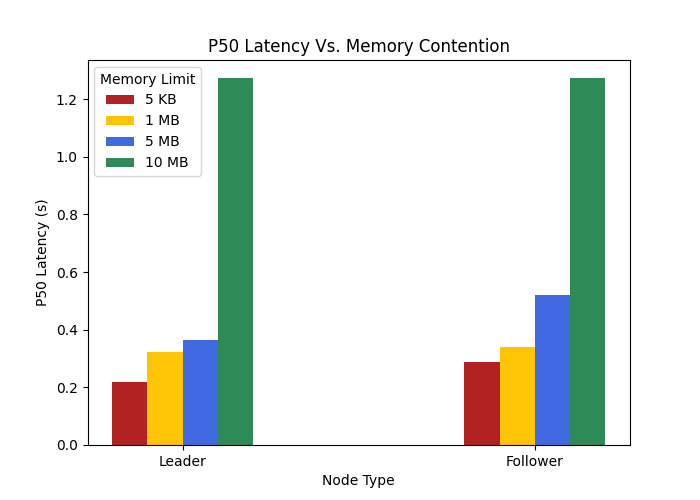 P50 Latency Vs. Memory Contention
Memory Limit
5 KB
1 MB
5 MB
10 MB
P50 Latency (s)
1.2
1.0
0.8
0.6
0.4
0.2
0.0
Leader
Follower
Node Type